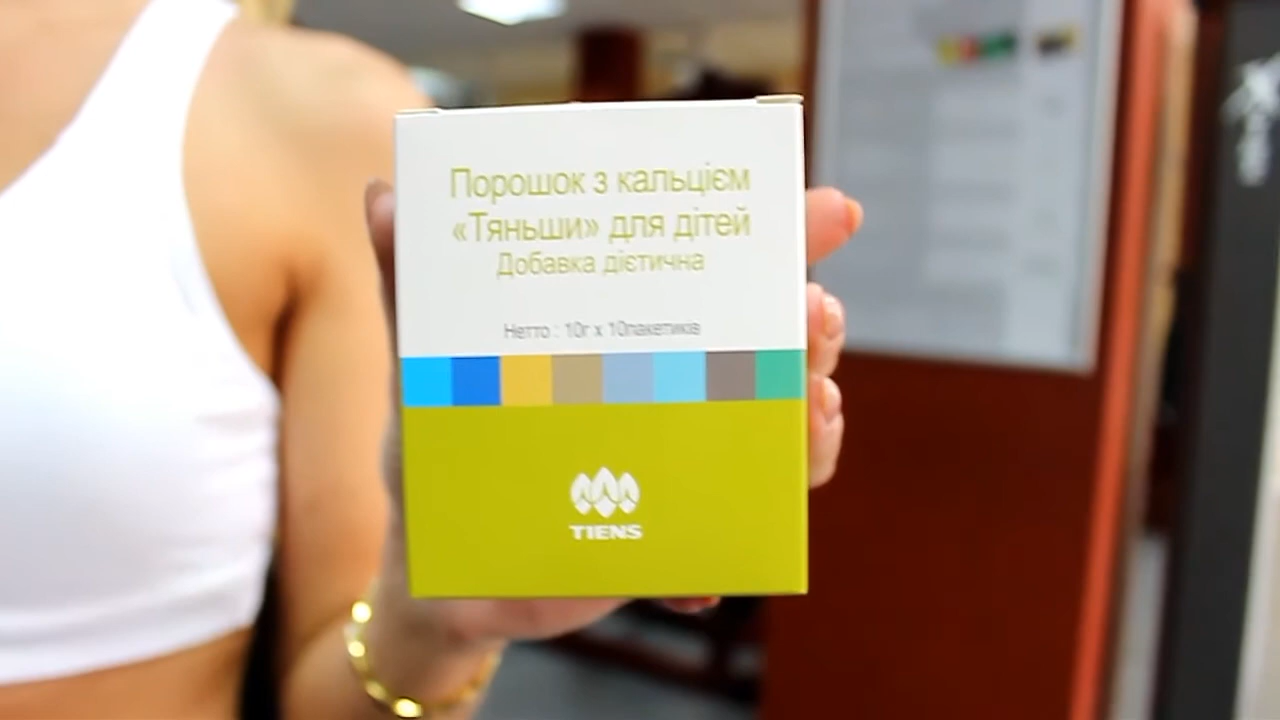 Порошок з кальцієм
«Тяньши» для дітей
Добавка дієтична
Нетто : 10г х 10пакетиків
TIENS